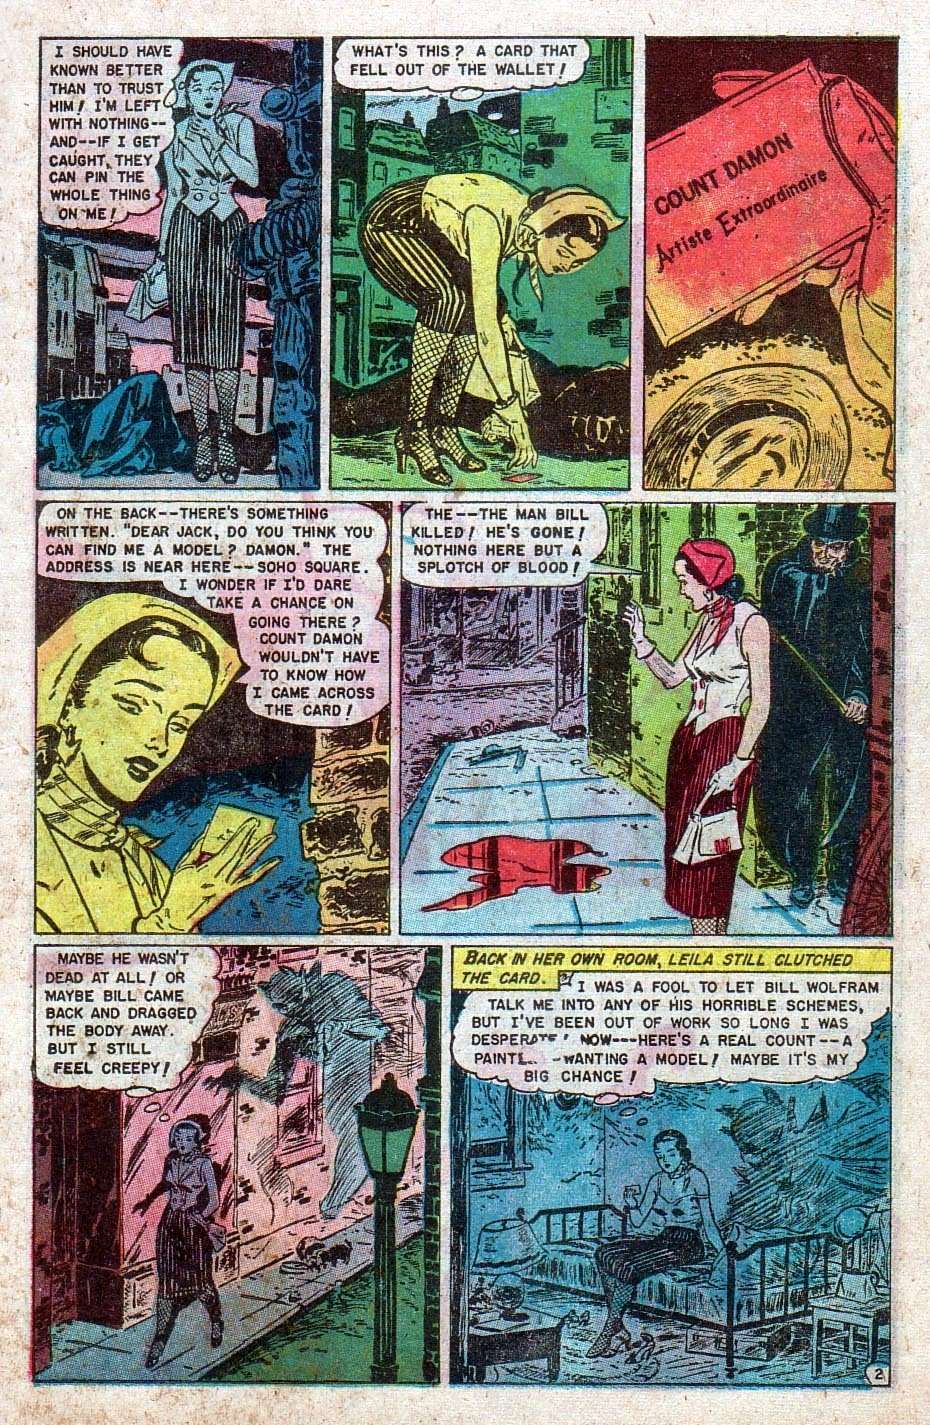 I SHOULD HAVE
KNOWN BETTER
THAN TO TRUST
HIM! I'M LEFT
WITH NOTHING--
AND--IF I GET
CAUGHT, THEY
CAN PIN THE
WHOLE THING
ON ME!
WHAT'S THIS? A CARD THAT
FELL OUT OF THE WALLET!
COUNT DAMON
Artiste Extraordinaire
ON THE BACK--THERE'S SOMETHING
WRITTEN. "DEAR JACK, DO YOU THINK YOU
CAN FIND ME A MODEL? DAMON." THE
ADDRESS IS NEAR HERE--SOHO SQUARE.
I WONDER IF I'D DARE
TAKE A CHANCE ON
GOING THERE?
COUNT DAMON
WOULDN'T HAVE
TO KNOW HOW
I CAME ACROSS
THE CARD!
THE--THE MAN BILL
KILLED! HE'S GONE!
NOTHING HERE BUT A
SPLOTCH OF BLOOD!
MAYBE HE WASN'T
DEAD AT ALL! OR
MAYBE BILL CAME
BACK AND DRAGGED
THE BODY AWAY.
BUT I STILL
FEEL CREEPY!
BACK IN HER OWN ROOM, LEILA STILL CLUTCHED
THE CARD.
I WAS A FOOL TO LET BILL WOLFRAM
TALK ME INTO ANY OF HIS HORRIBLE SCHEMES,
BUT I'VE BEEN OUT OF WORK SO LONG I WAS
DESPERATE! NOW---HERE'S A REAL COUNT--A
WANTING A MODEL! MAYBE IT'S MY
BIG CHANCE!
2